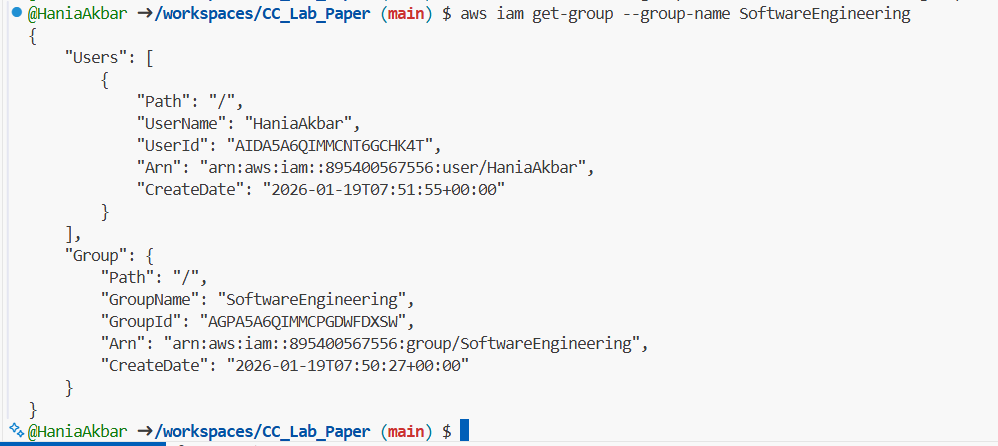 @HaniaAkbar ➜/workspaces/CC_Lab_Paper (main) $ aws iam get-group --group-name SoftwareEngineering
{
    "Users": [
        {
            "Path": "/",
            "UserName": "HaniaAkbar",
            "UserId": "AIDA5A6QIMMCNT6GCHK4T",
            "Arn": "arn:aws:iam::895400567556:user/HaniaAkbar",
            "CreateDate": "2026-01-19T07:51:55+00:00"
        }
    ],
    "Group": {
        "Path": "/",
        "GroupName": "SoftwareEngineering",
        "GroupId": "AGPA5A6QIMMCPGDWFDXSW",
        "Arn": "arn:aws:iam::895400567556:group/SoftwareEngineering",
        "CreateDate": "2026-01-19T07:50:27+00:00"
    }
}
@HaniaAkbar ➜/workspaces/CC_Lab_Paper (main) $